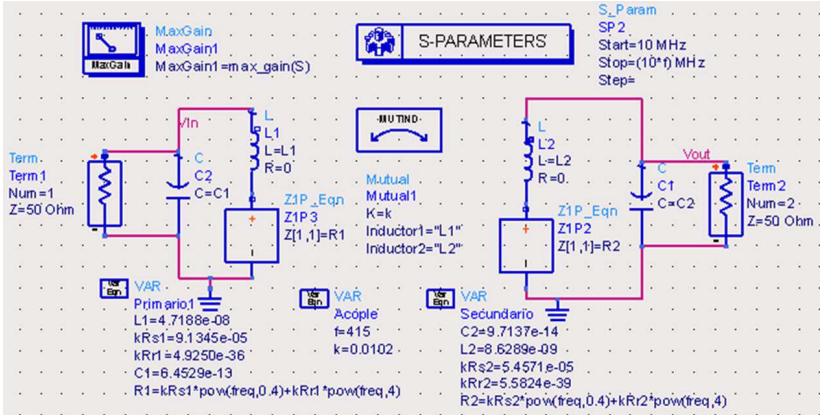 MaxGain
MaxGain
MaxGain1
MaxGain1=max_gain(S)
S-PARAMETERS
S_Param
SP2
Start=10 MHz
Stop=(10*f) MHz
Step=
Term
Term1
Num=1
Z=50 Ohm
Vin
C
C2
C=C1
L
L1
L=L1
R=0
Z1P_Eqn
Z1P3
Z[1,1]=R1
MUTIND
Mutual
Mutual1
K=k
Inductor1="L1"
Inductor2="L2"
L
L2
L=L2
R=0.
Z1P_Eqn
Z1P2
Z[1,1]=R2
Vout
C
C1
C=C2
Term
Term2
Num=2
Z=50 Ohm
Var Eqn
VAR
Primario1
L1=4.7188e-08
kRs1=9.1345e-05
kRr1=4.9250e-36
C1=6.4529e-13
R1=kRs1*pow(freq,0.4)+kRr1*pow(freq,4)
Var Eqn
VAR
Acople
f=415
k=0.0102
Var Eqn
VAR
Secundario
C2=9.7137e-14
L2=8.6289e-09
kRs2=5.4571e-05
kRr2=5.5824e-39
R2=kRs2*pow(freq,0.4)+kRr2*pow(freq,4)